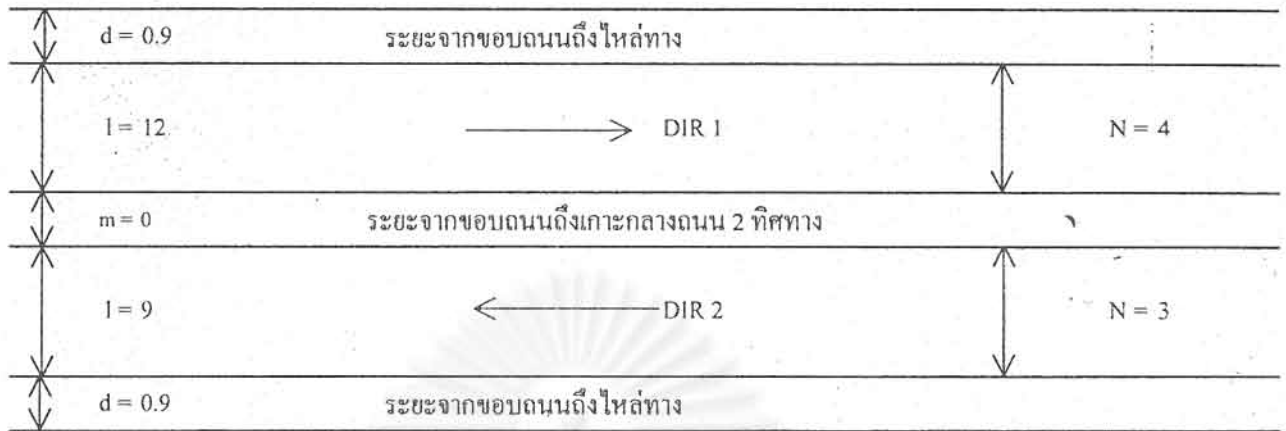 d = 0.9 ระยะจากขอบถนนถึงไหล่ทาง
l = 12 DIR 1 N = 4
m = 0 ระยะจากขอบถนนถึงเกาะกลางถนน 2 ทิศทาง
l = 9 DIR 2 N = 3
d = 0.9 ระยะจากขอบถนนถึงไหล่ทาง